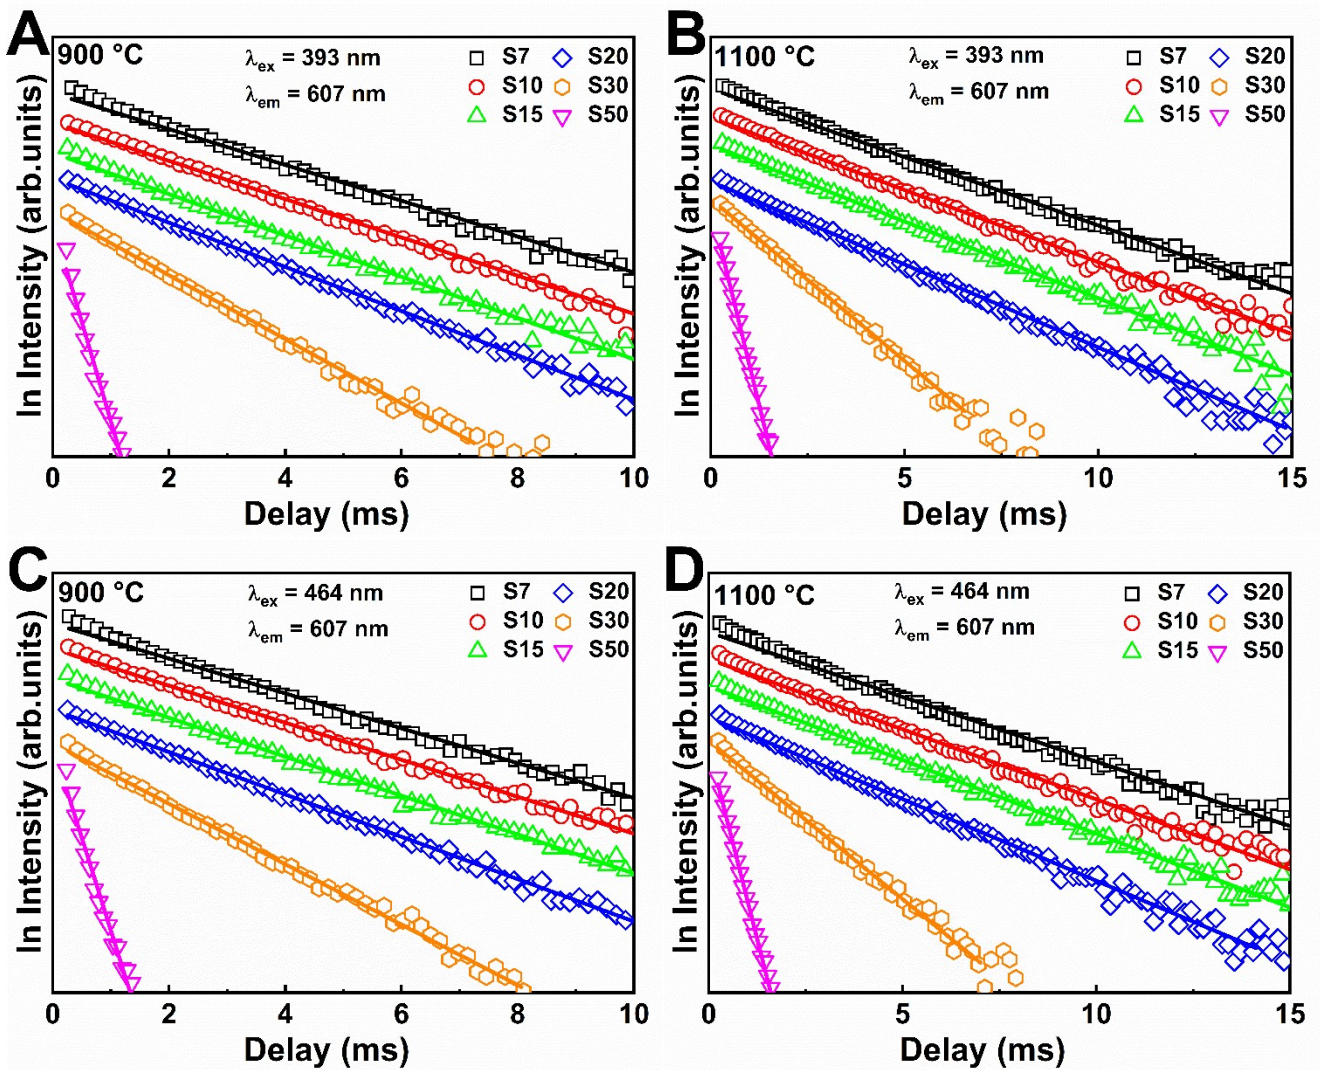 A
900 °C
λex = 393 nm
λem = 607 nm
S7 S20
S10 S30
S15 S50
ln Intensity (arb.units)
0 2 4 6 8 10
Delay (ms)
B
1100 °C
λex = 393 nm
λem = 607 nm
S7 S20
S10 S30
S15 S50
ln Intensity (arb.units)
0 5 10 15
Delay (ms)
C
900 °C
λex = 464 nm
λem = 607 nm
S7 S20
S10 S30
S15 S50
ln Intensity (arb.units)
0 2 4 6 8 10
Delay (ms)
D
1100 °C
λex = 464 nm
λem = 607 nm
S7 S20
S10 S30
S15 S50
ln Intensity (arb.units)
0 5 10 15
Delay (ms)